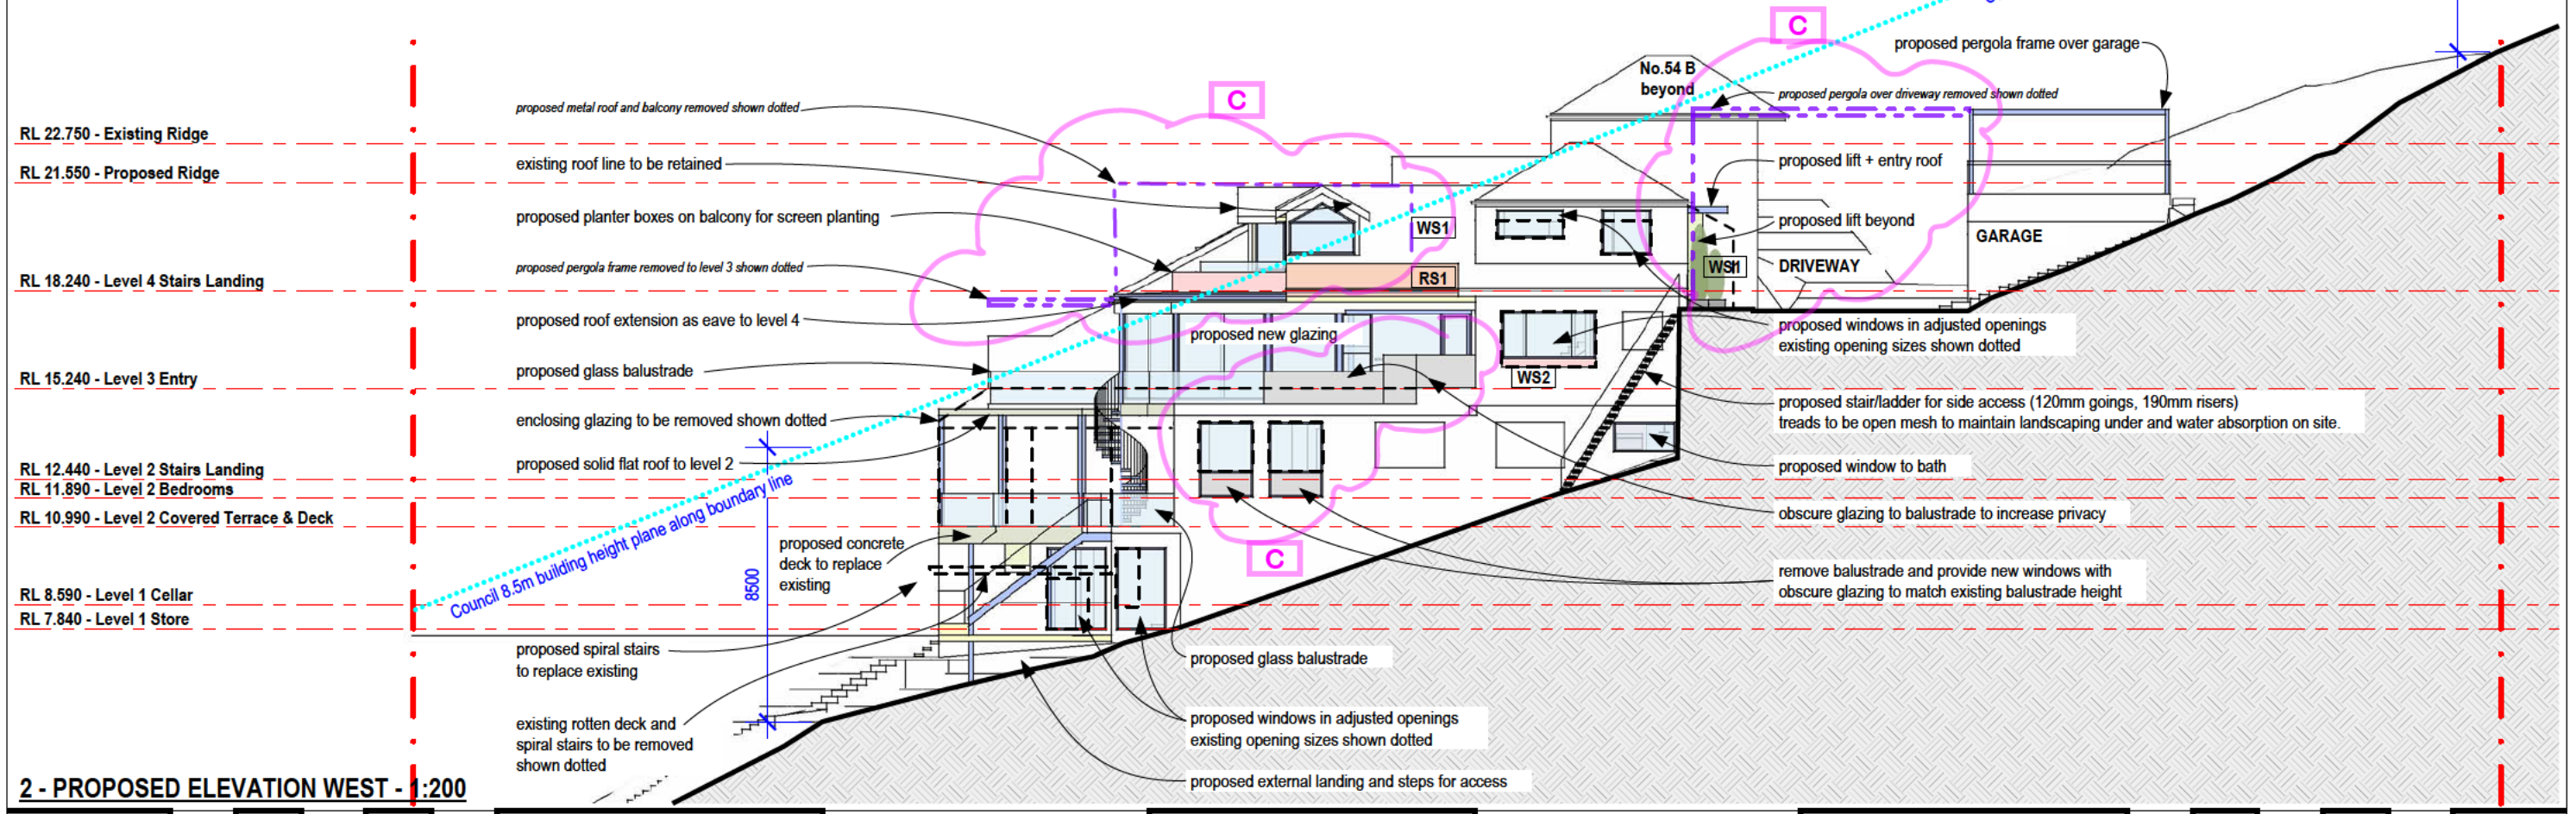 C
C
proposed pergola frame over garage
No.54 B
beyond
proposed pergola over driveway removed shown dotted
proposed metal roof and balcony removed shown dotted
RL 22.750 - Existing Ridge
existing roof line to be retained
proposed lift + entry roof
RL 21.550 - Proposed Ridge
proposed planter boxes on balcony for screen planting
WS1
proposed lift beyond
GARAGE
proposed pergola frame removed to level 3 shown dotted
WS1
DRIVEWAY
RL 18.240 - Level 4 Stairs Landing
RS1
proposed roof extension as eave to level 4
proposed new glazing
proposed windows in adjusted openings
existing opening sizes shown dotted
proposed glass balustrade
RL 15.240 - Level 3 Entry
WS2
proposed stair/ladder for side access (120mm goings, 190mm risers)
treads to be open mesh to maintain landscaping under and water absorption on site.
enclosing glazing to be removed shown dotted
proposed solid flat roof to level 2
proposed window to bath
RL 12.440 - Level 2 Stairs Landing
RL 11.890 - Level 2 Bedrooms
RL 10.990 - Level 2 Covered Terrace & Deck
Council 8.5m building height plane along boundary line
obscure glazing to balustrade to increase privacy
proposed concrete
deck to replace
existing
C
8500
remove balustrade and provide new windows with
obscure glazing to match existing balustrade height
RL 8.590 - Level 1 Cellar
RL 7.840 - Level 1 Store
proposed spiral stairs
to replace existing
proposed glass balustrade
existing rotten deck and
spiral stairs to be removed
shown dotted
proposed windows in adjusted openings
existing opening sizes shown dotted
proposed external landing and steps for access
2 - PROPOSED ELEVATION WEST - 1:200